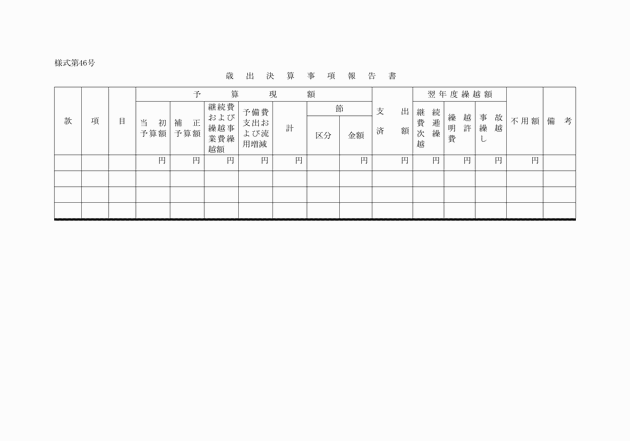 様式第46号
歳出決算事項報告書
款 項 目 予算現額 支出済額 翌年度繰越額 不用額 備考
当初
予算額
補正
予算額
継続費
および
繰越事
業費繰
越額
予備費
支出お
よび流
用増減
計
節
区分 金額
継続
費逓
次繰
越
繰越
明許
費
事故
繰越
し
円 円 円 円 円 円 円 円 円 円 円